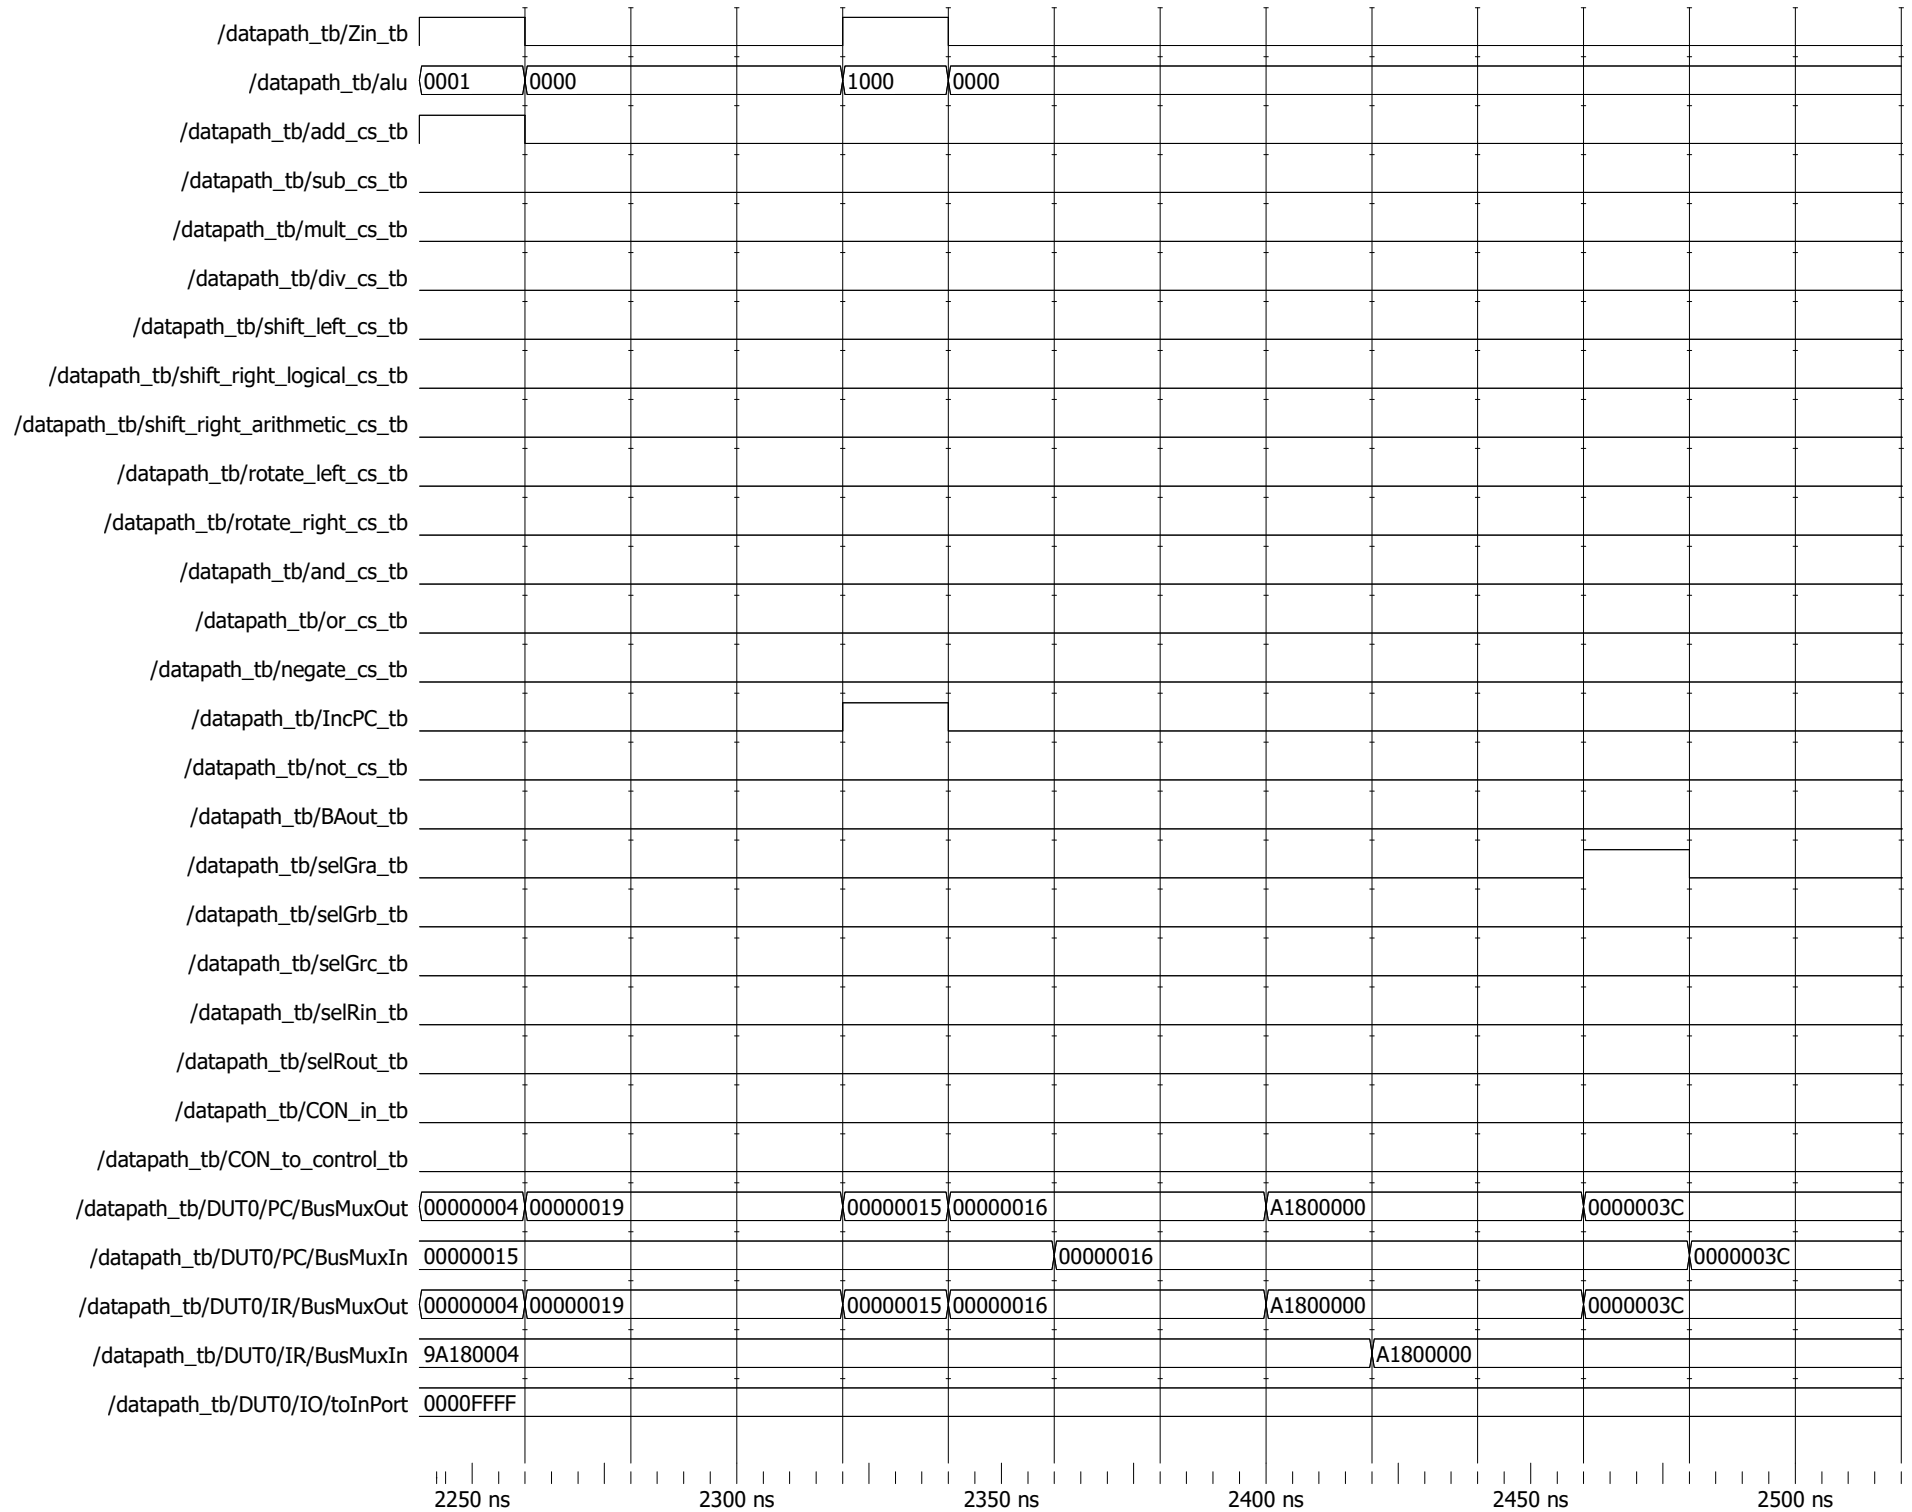 /datapath_tb/Zin_tb
/datapath_tb/alu 0001 0000 1000 0000
/datapath_tb/add_cs_tb
/datapath_tb/sub_cs_tb
/datapath_tb/mult_cs_tb
/datapath_tb/div_cs_tb
/datapath_tb/shift_left_cs_tb
/datapath_tb/shift_right_logical_cs_tb
/datapath_tb/shift_right_arithmetic_cs_tb
/datapath_tb/rotate_left_cs_tb
/datapath_tb/rotate_right_cs_tb
/datapath_tb/and_cs_tb
/datapath_tb/or_cs_tb
/datapath_tb/negate_cs_tb
/datapath_tb/IncPC_tb
/datapath_tb/not_cs_tb
/datapath_tb/BAout_tb
/datapath_tb/selGra_tb
/datapath_tb/selGrb_tb
/datapath_tb/selGrc_tb
/datapath_tb/selRin_tb
/datapath_tb/selRout_tb
/datapath_tb/CON_in_tb
/datapath_tb/CON_to_control_tb
/datapath_tb/DUT0/PC/BusMuxOut 00000004 00000019 00000015 00000016 A1800000 0000003C
/datapath_tb/DUT0/PC/BusMuxIn 00000015 00000016 0000003C
/datapath_tb/DUT0/IR/BusMuxOut 00000004 00000019 00000015 00000016 A1800000 0000003C
/datapath_tb/DUT0/IR/BusMuxIn 9A180004 A1800000
/datapath_tb/DUT0/IO/toInPort 0000FFFF
2250 ns 2300 ns 2350 ns 2400 ns 2450 ns 2500 ns